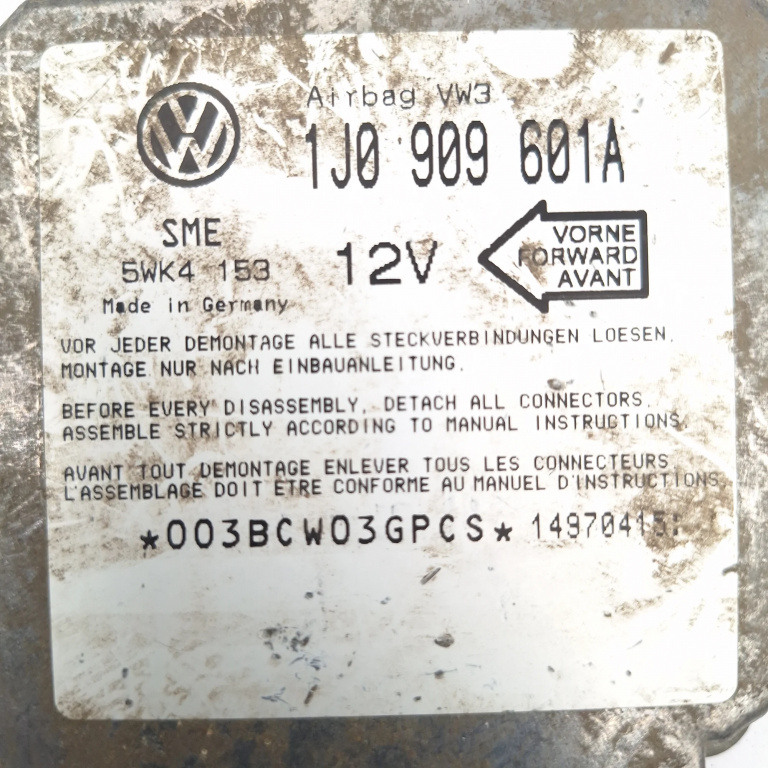 Airbag VW3
1J0 909 601A
SME
5WK4 153
Made in Germany
12V
VORNE
FORWARD
AVANT
VOR JEDER DEMONTAGE ALLE STECKVERBINDUNGEN LOESEN.
MONTAGE NUR NACH EINBAUANLEITUNG.
BEFORE EVERY DISASSEMBLY, DETACH ALL CONNECTORS.
ASSEMBLE STRICTLY ACCORDING TO MANUAL INSTRUCTIONS.
AVANT TOUT DEMONTAGE ENLEVER TOUS LES CONNECTEURS
L'ASSEMBLAGE DOIT ETRE CONFORME AU MANUEL D'INSTRUCTIONS
*003BCW03GPCS*